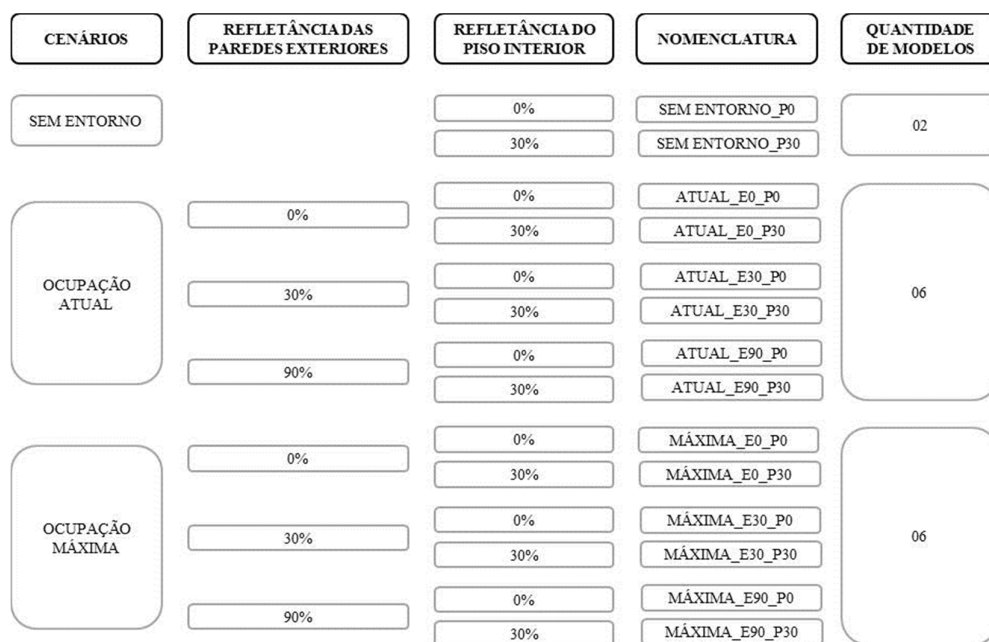 CENÁRIOS
REFLETÂNCIA DAS
PAREDES EXTERIORES
REFLETÂNCIA DO
PISO INTERIOR
NOMENCLATURA
QUANTIDADE
DE MODELOS
SEM ENTORNO
0%
SEM ENTORNO_P0
30%
SEM ENTORNO_P30
02
OCUPAÇÃO
ATUAL
0%
0%
ATUAL_E0_P0
30%
ATUAL_E0_P30
30%
0%
ATUAL_E30_P0
30%
ATUAL_E30_P30
90%
0%
ATUAL_E90_P0
30%
ATUAL_E90_P30
06
OCUPAÇÃO
MÁXIMA
0%
0%
MÁXIMA_E0_P0
30%
MÁXIMA_E0_P30
30%
0%
MÁXIMA_E30_P0
30%
MÁXIMA_E30_P30
90%
0%
MÁXIMA_E90_P0
30%
MÁXIMA_E90_P30
06